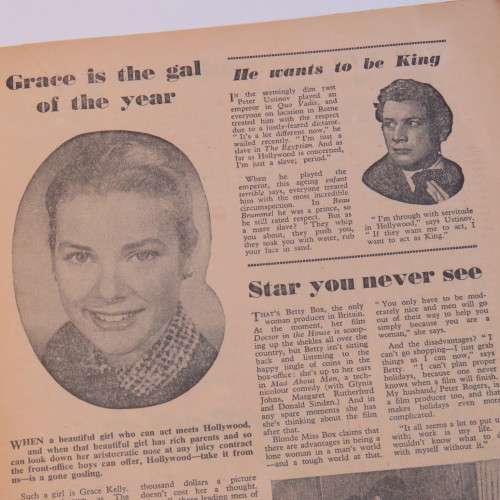 Grace is the gal
of the year
WHEN a beautiful girl who can act meets Hollywood,
and when that beautiful girl has rich parents and so
can look down her aristocratic nose at any juicy contract
the front-office boys can offer, Hollywood—take it from
us—is a gone gosling.
Such a girl is Grace Kelly.
thousand dollars a picture
doesn't cost her a thought,
those leading men of
He wants to be King
IN the seemingly dim past
Peter Ustinov played an
emperor in Quo Vadis, and
everyone on location in Rome
treated him with the respect
due to a justly-feared dictator.
"It's a lot different now," he
wailed recently. "I'm just a
slave in The Egyptian. And as
far as Hollywood is concerned,
I'm just a slave, period."
When he played the
emperor, this ageing enfant
terrible says, everyone treated
him with the most incredible
circumspection. In Beau
Brummel he was a prince, so
he still rated respect. But as
a mere slave? "They whip
you about, they push you,
they soak you with water, rub
your face in sand.
"I'm through with servitude
in Hollywood," says Ustinov.
"If they want me to act, I
want to act as King."
Star you never see
THAT'S Betty Box, the only
woman producer in Britain.
At the moment, her film
Doctor in the House is scoop-
ing up the shekels all over the
country, but Betty isn't sitting
back and listening to the
happy jingle of coins in the
box-office: she's up to her ears
in Mad About Men, a tech-
nicolour comedy (with Glynis
Johns, Margaret Rutherford
and Donald Sinden.) And in
any spare moments she has
she's thinking about the film
after that.
Blonde Miss Box claims that
there are advantages in being a
lone woman in a man's world
—and a tough world at that.
"You only have to be mod-
erately nice and men will go
out of their way to help you
simply because you are a
woman," she says.
And the disadvantages? "I
can't go shopping—I just grab
things as I can now," says
Betty. "I can't plan proper
holidays, because one never
knows when a film will finish.
My husband, Peter Rogers, is
a film producer too, and that
makes holidays even more
complicated.
"It all seems a lot to put up
with; work is my life. I
wouldn't know what to do
with myself without it."